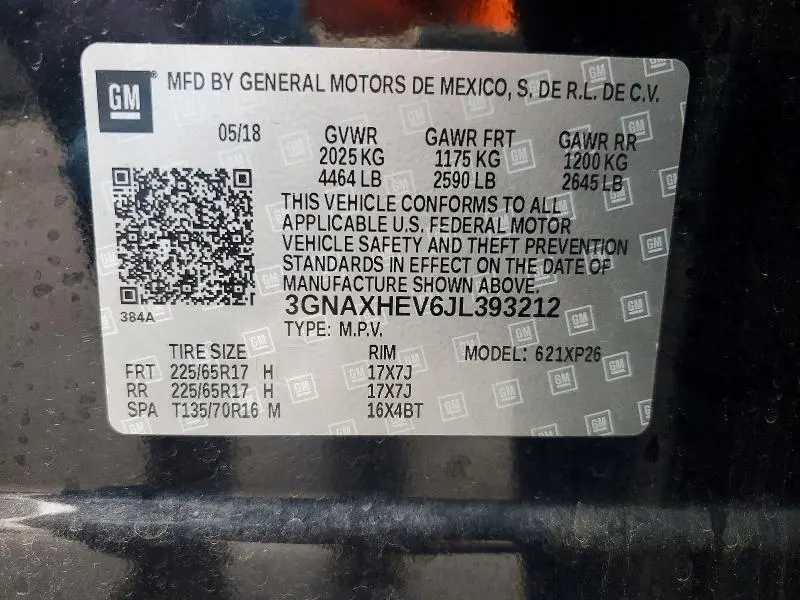 GM
MFD BY GENERAL MOTORS DE MEXICO, S. DE R.L. DE C.V.
05/18 GVWR GAWR FRT GAWR RR
2025 KG 1175 KG 1200 KG
4464 LB 2590 LB 2645 LB
THIS VEHICLE CONFORMS TO ALL
APPLICABLE U.S. FEDERAL MOTOR
VEHICLE SAFETY AND THEFT PREVENTION
STANDARDS IN EFFECT ON THE DATE OF
MANUFACTURE SHOWN ABOVE.
3GNAXHEV6JL393212
384A
TYPE: M.P.V.
TIRE SIZE RIM MODEL: 621XP26
FRT 225/65R17 H 17X7J
RR 225/65R17 H 17X7J
SPA T135/70R16 M 16X4BT